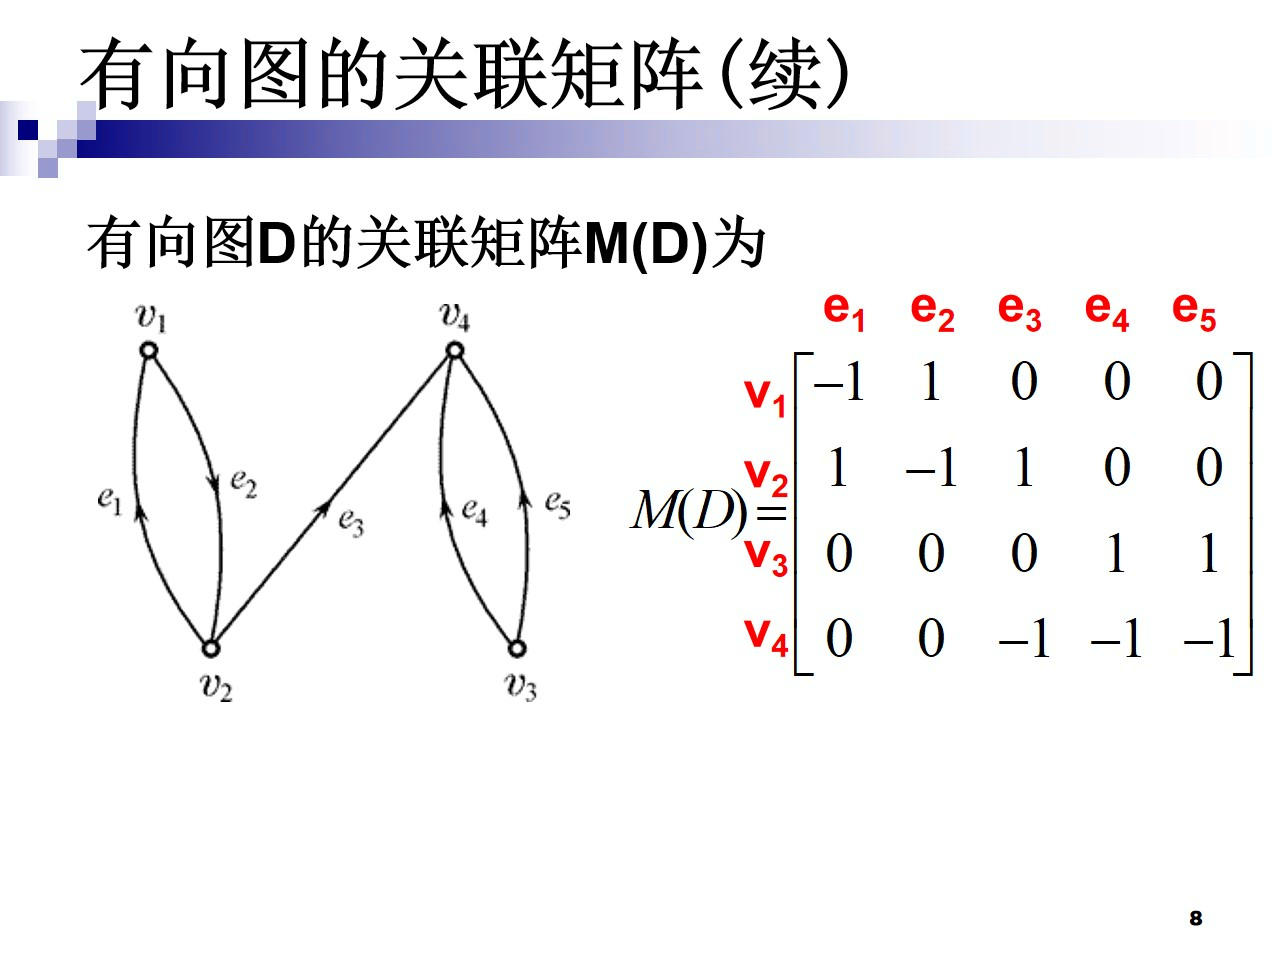 有向图的关联矩阵(续)
有向图D的关联矩阵M(D)为
v1 v4
e1 e2 e3 e4 e5
v2 v3
e1 e2 e3 e4 e5
v1 -1 1 0 0 0
v2 1 -1 1 0 0
M(D) =
v3 0 0 0 1 1
v4 0 0 -1 -1 -1
8